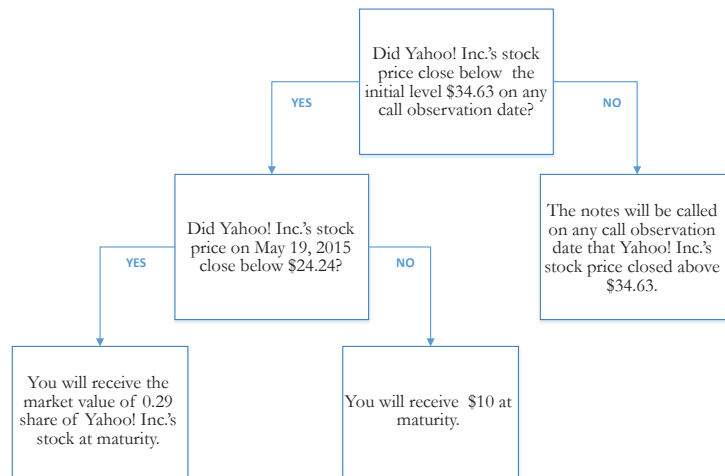 Did Yahoo! Inc.'s stock
price close below the
initial level $34.63 on any
call observation date?
YES
NO
Did Yahoo! Inc.'s stock
price on May 19, 2015
close below $24.24?
The notes will be called
on any call observation
date that Yahoo! Inc.'s
stock price closed above
$34.63.
YES
NO
You will receive the
market value of 0.29
share of Yahoo! Inc.'s
stock at maturity.
You will receive $10 at
maturity.